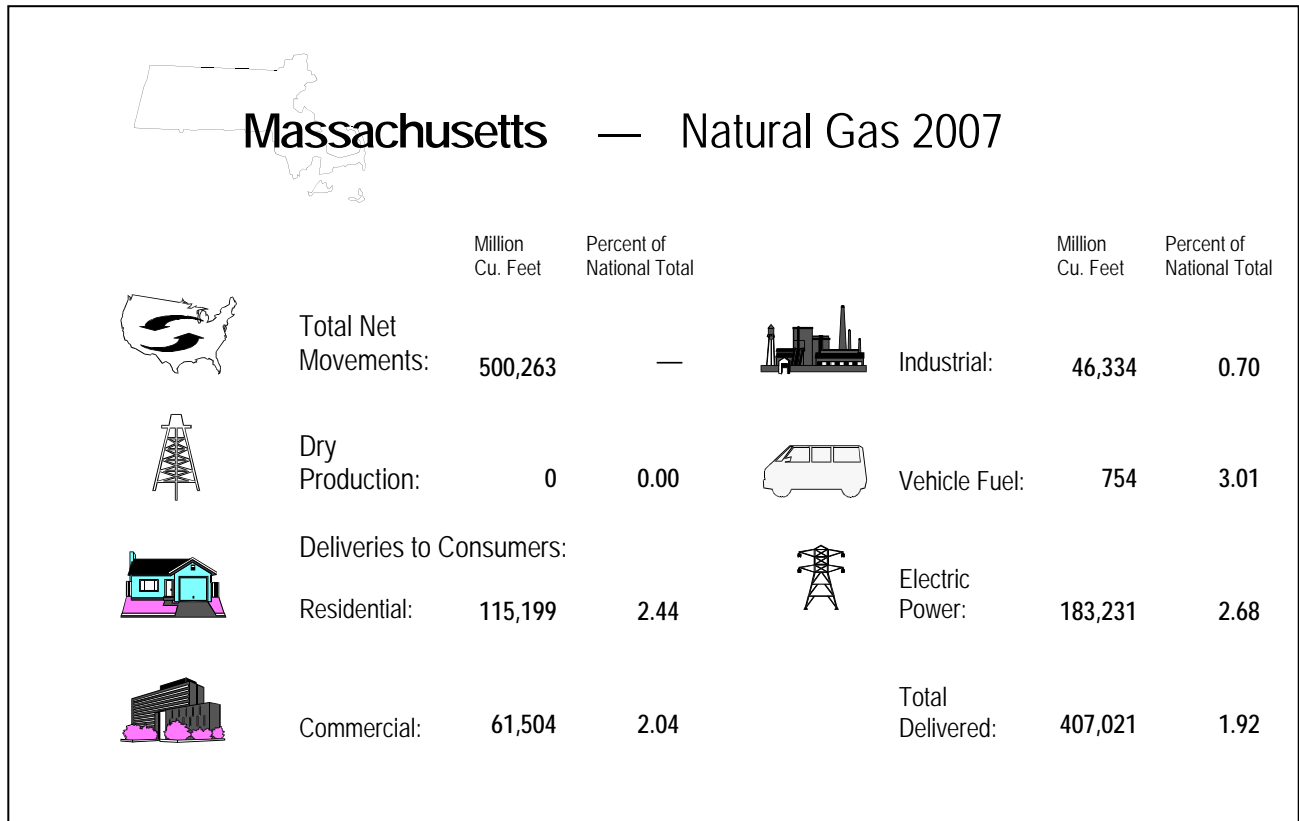 Massachusetts — Natural Gas 2007
Million
Cu. Feet
Percent of
National Total
Total Net
Movements: 500,263 —
Dry
Production: 0 0.00
Deliveries to Consumers:
Residential: 115,199 2.44
Commercial: 61,504 2.04
Million
Cu. Feet
Percent of
National Total
Industrial: 46,334 0.70
Vehicle Fuel: 754 3.01
Electric
Power: 183,231 2.68
Total
Delivered: 407,021 1.92